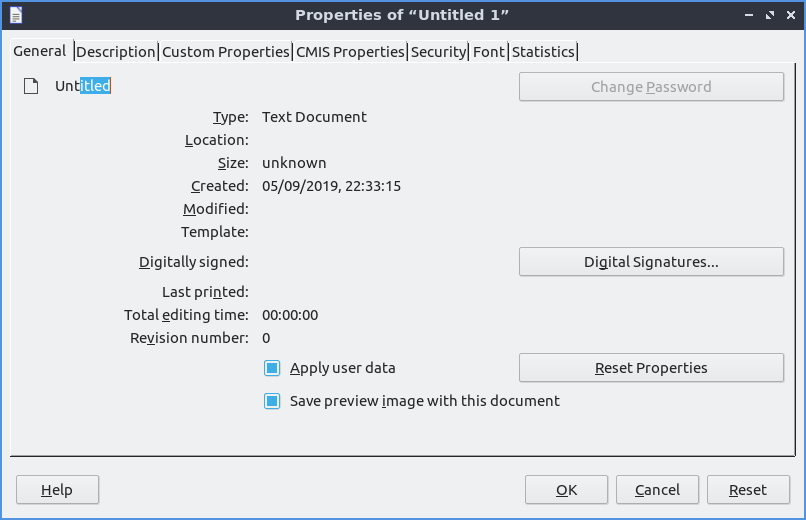 Properties of “Untitled 1”
General Description Custom Properties CMIS Properties Security Font Statistics
Untitled Change Password
Type: Text Document
Location:
Size: unknown
Created: 05/09/2019, 22:33:15
Modified:
Template:
Digitally signed: Digital Signatures...
Last printed:
Total editing time: 00:00:00
Revision number: 0
Apply user data Reset Properties
Save preview image with this document
Help OK Cancel Reset